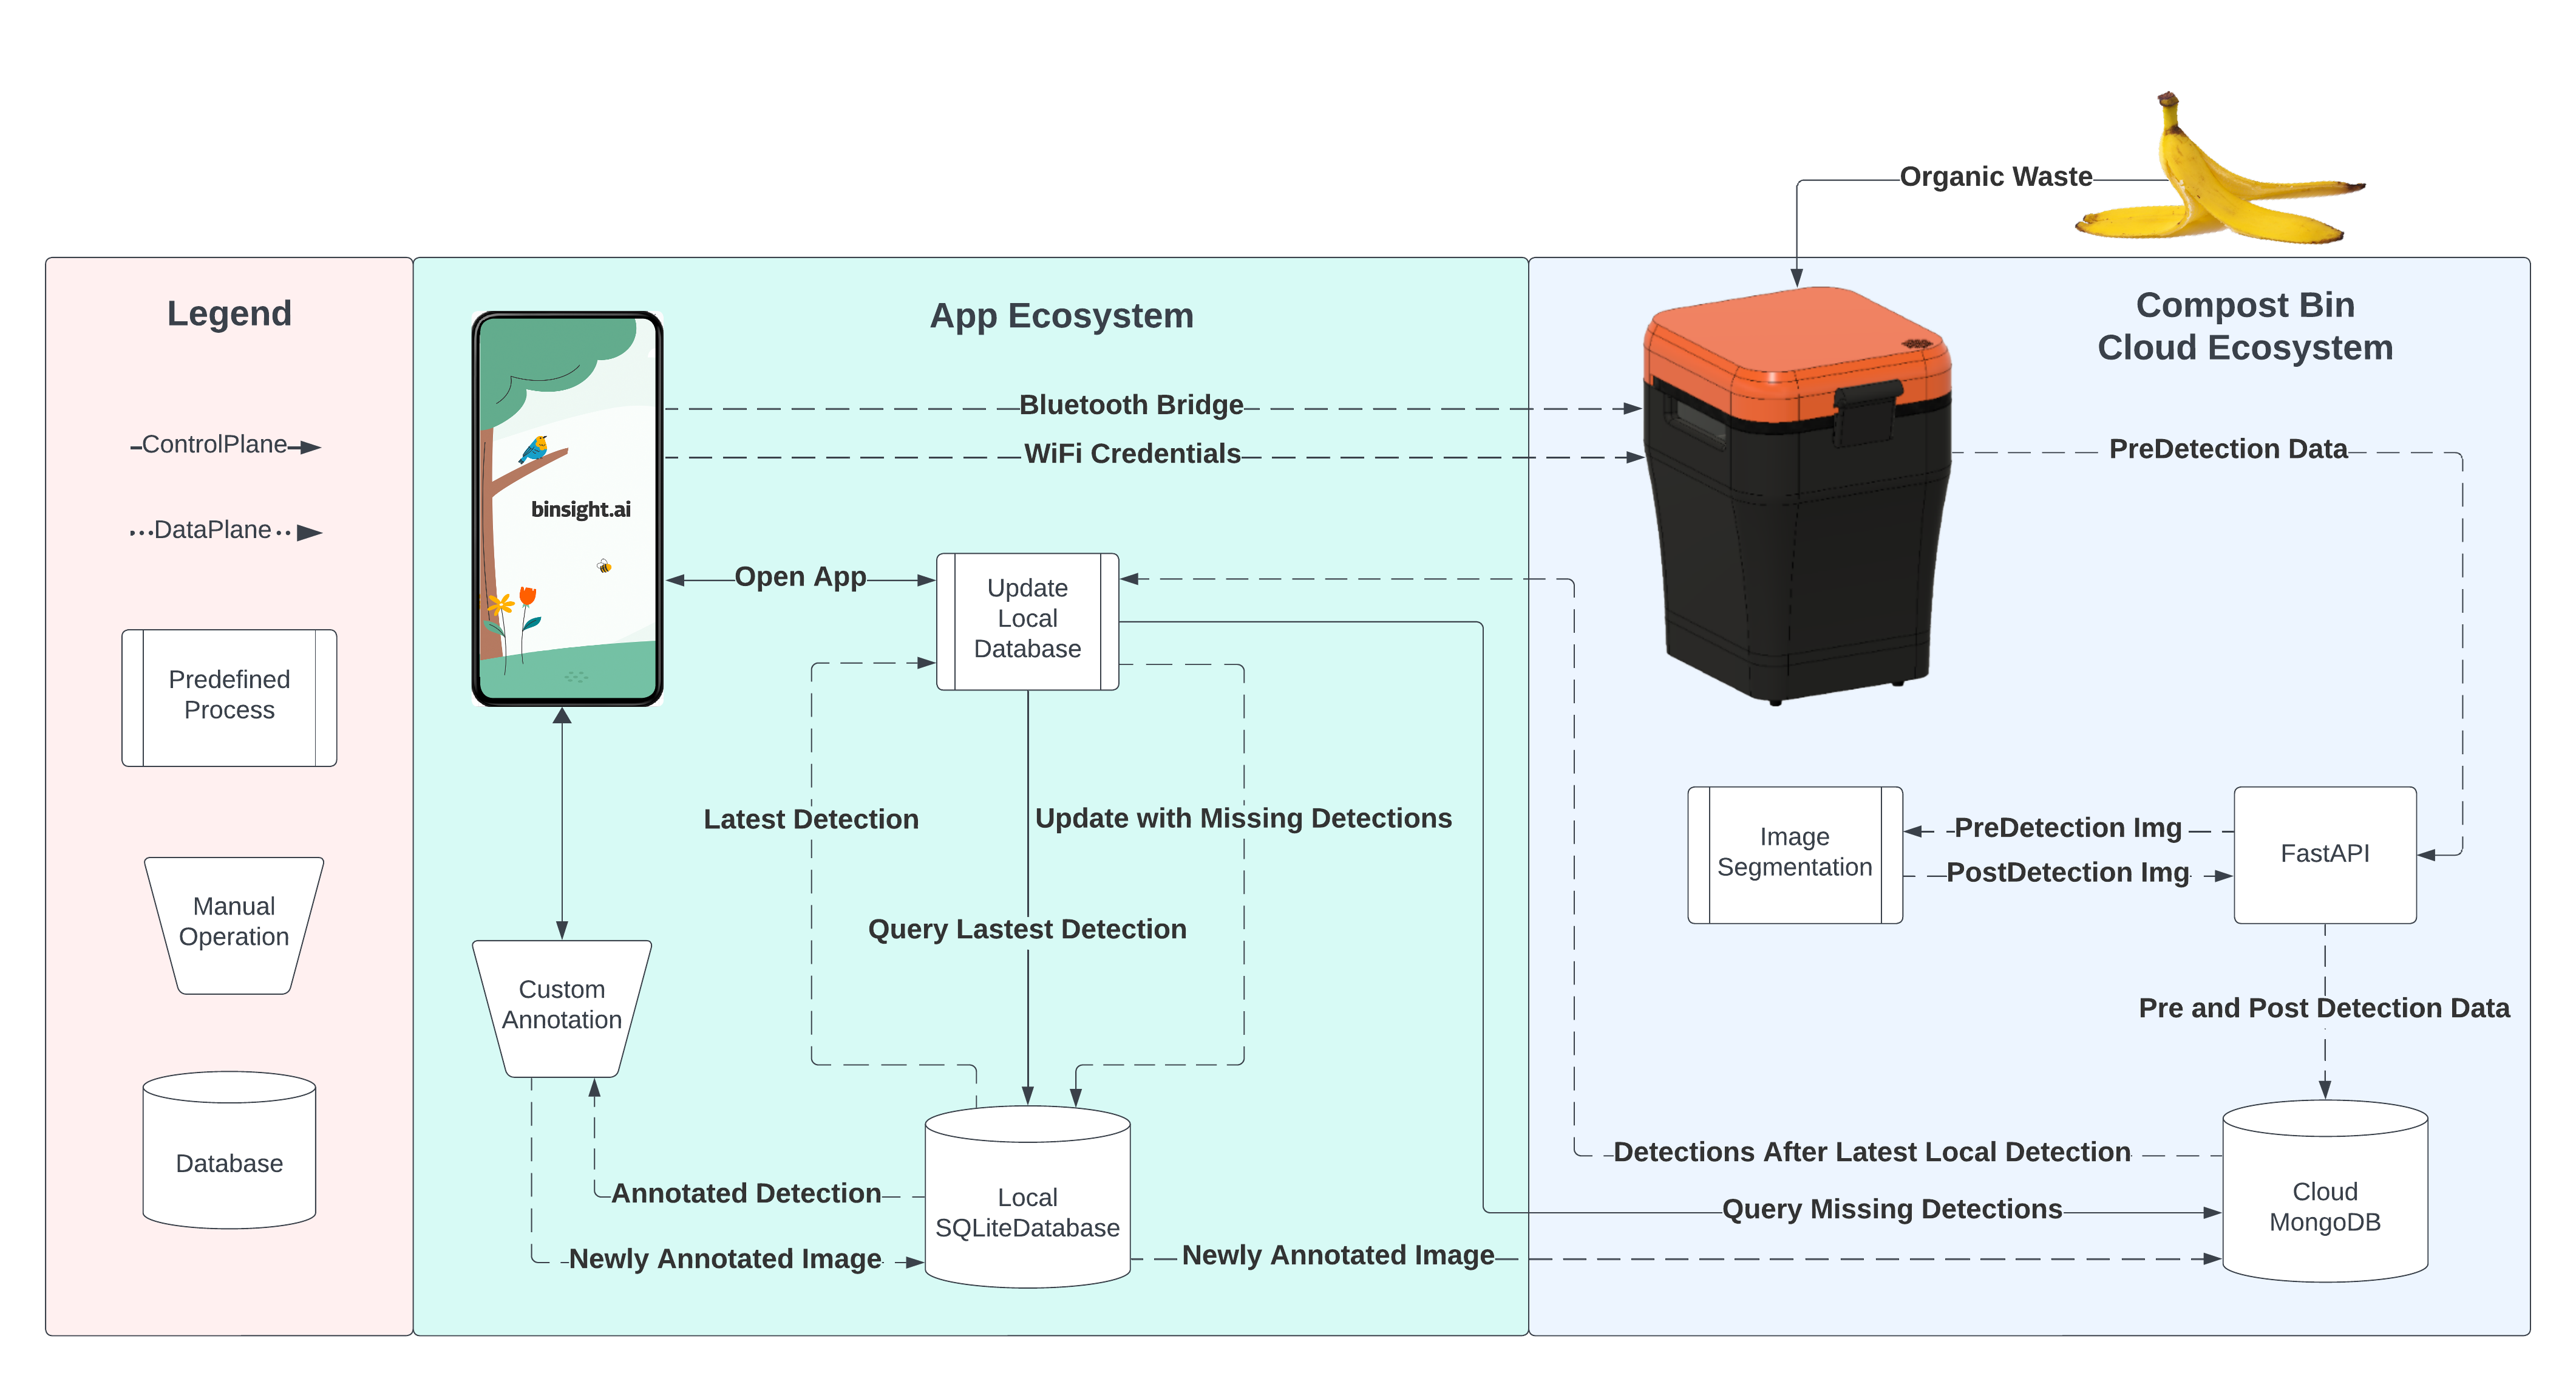 Organic Waste
Legend
ControlPlane
DataPlane
Predefined
Process
Manual
Operation
Database
App Ecosystem
binsight.ai
Bluetooth Bridge
WiFi Credentials
Open App
Update
Local
Database
Latest Detection
Update with Missing Detections
Query Lastest Detection
Custom
Annotation
Annotated Detection
Newly Annotated Image
Local
SQLiteDatabase
Newly Annotated Image
Compost Bin
Cloud Ecosystem
PreDetection Data
Image
Segmentation
PreDetection Img
PostDetection Img
FastAPI
Pre and Post Detection Data
Detections After Latest Local Detection
Query Missing Detections
Cloud
MongoDB